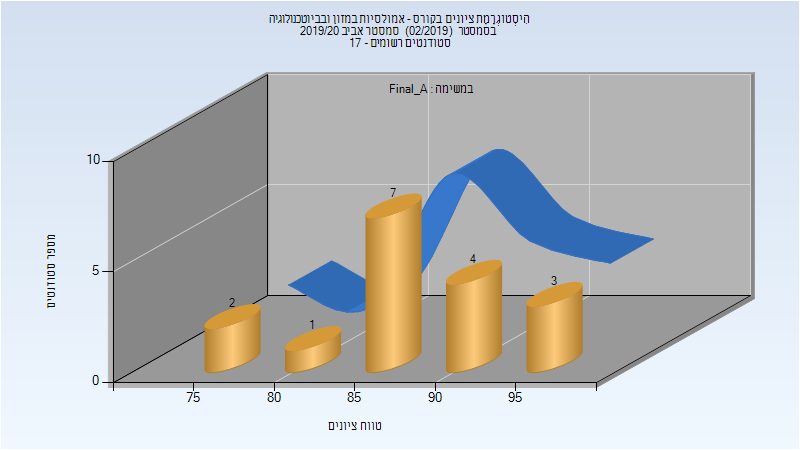 היסטוגרמת ציונים בקורס - אמולסיות במזון ובביוטכנולוגיה
בסמסטר (02/2019) סמסטר אביב 2019/20
סטודנטים רשומים - 17
במשימה : Final_A
מספר סטודנטים
10
5
0
2
1
7
4
3
75
80
85
90
95
טווח ציונים